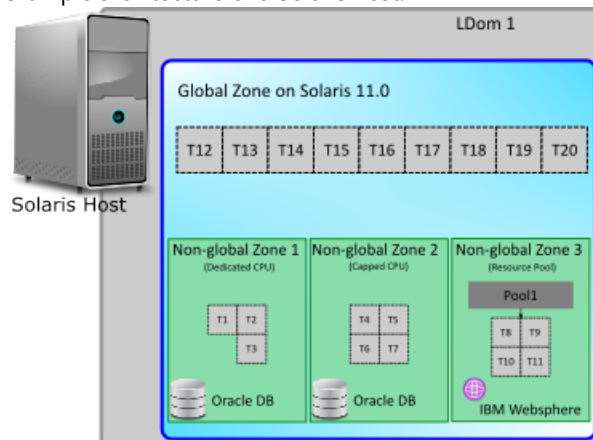 LDom 1
Global Zone on Solaris 11.0
T12 T13 T14 T15 T16 T17 T18 T19 T20
Solaris Host
Non-global Zone 1
(Dedicated CPU)
T1 T2
T3
Oracle DB
Non-global Zone 2
(Capped CPU)
T4 T5
T6 T7
Oracle DB
Non-global Zone 3
(Resource Pool)
Pool1
T8 T9
T10 T11
IBM Websphere